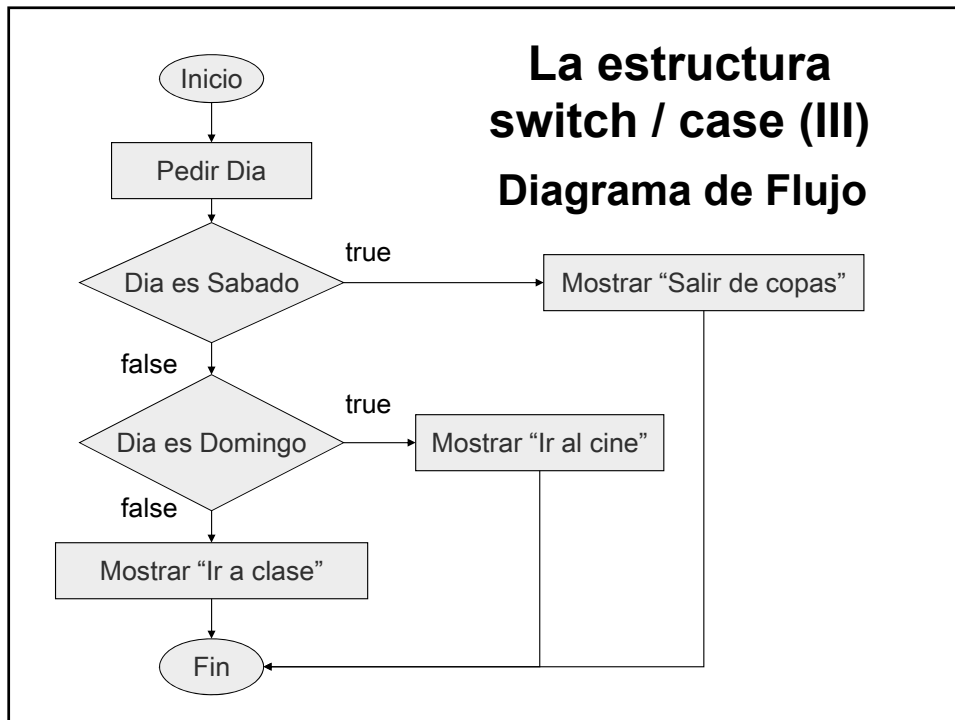 La estructura
switch / case (III)
Diagrama de Flujo
Inicio
Pedir Dia
Dia es Sabado
true
Mostrar “Salir de copas”
false
Dia es Domingo
true
Mostrar “Ir al cine”
false
Mostrar “Ir a clase”
Fin